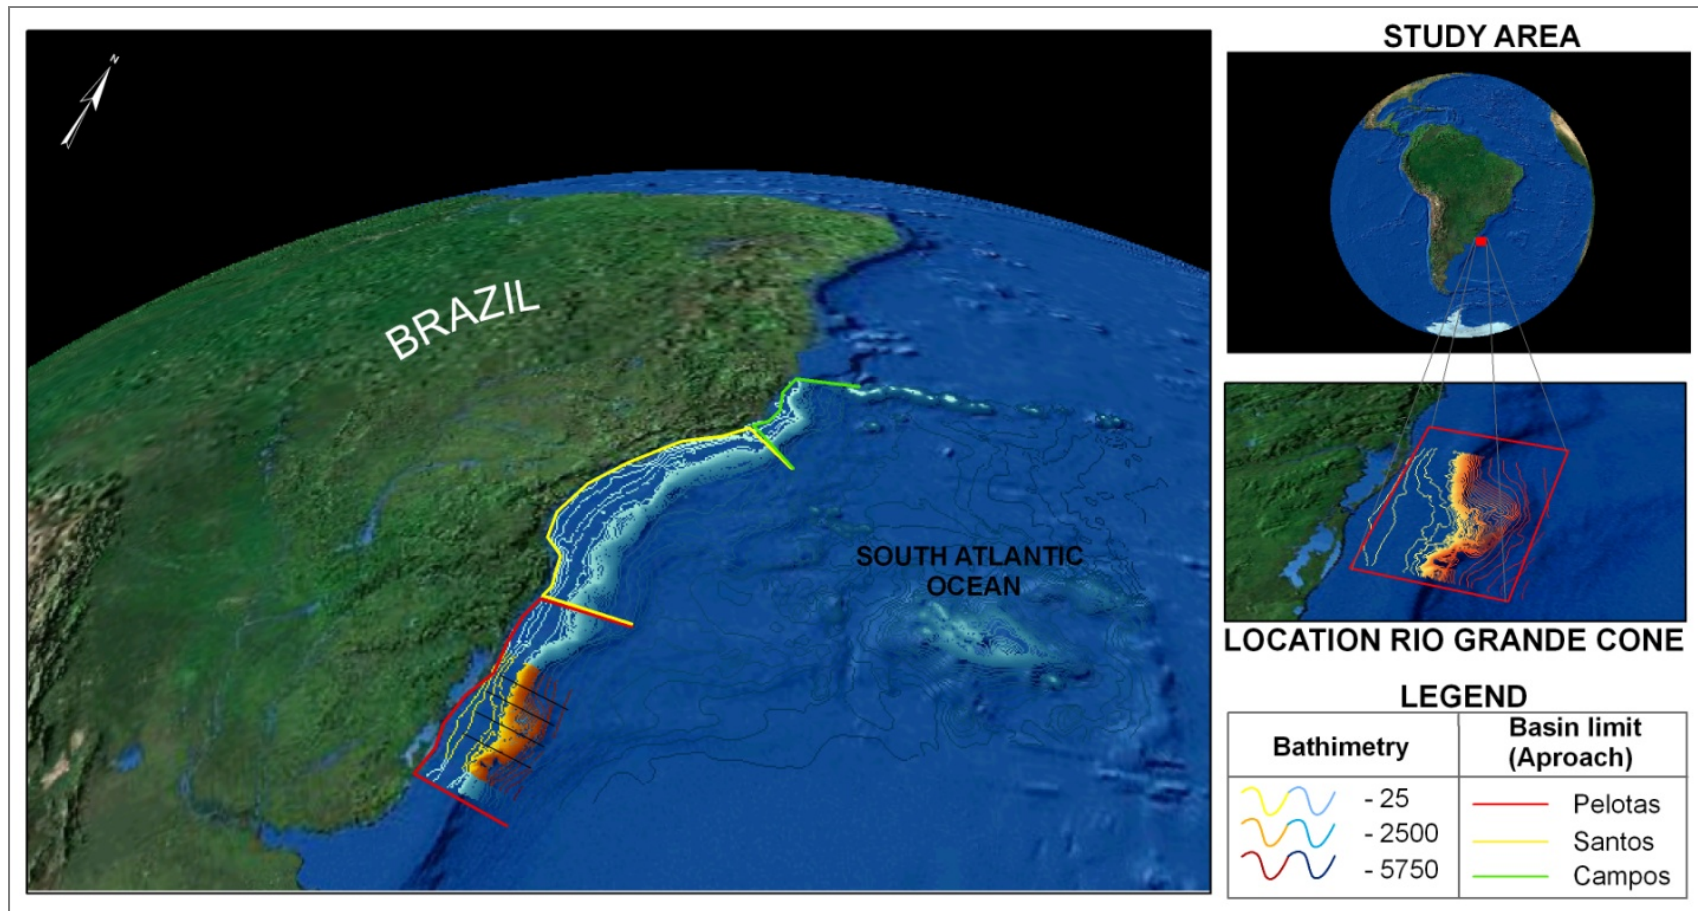 N
BRAZIL
SOUTH ATLANTIC
OCEAN
STUDY AREA
LOCATION RIO GRANDE CONE
LEGEND
Bathimetry
Basin limit
(Aproach)
- 25
- 2500
- 5750
Pelotas
Santos
Campos